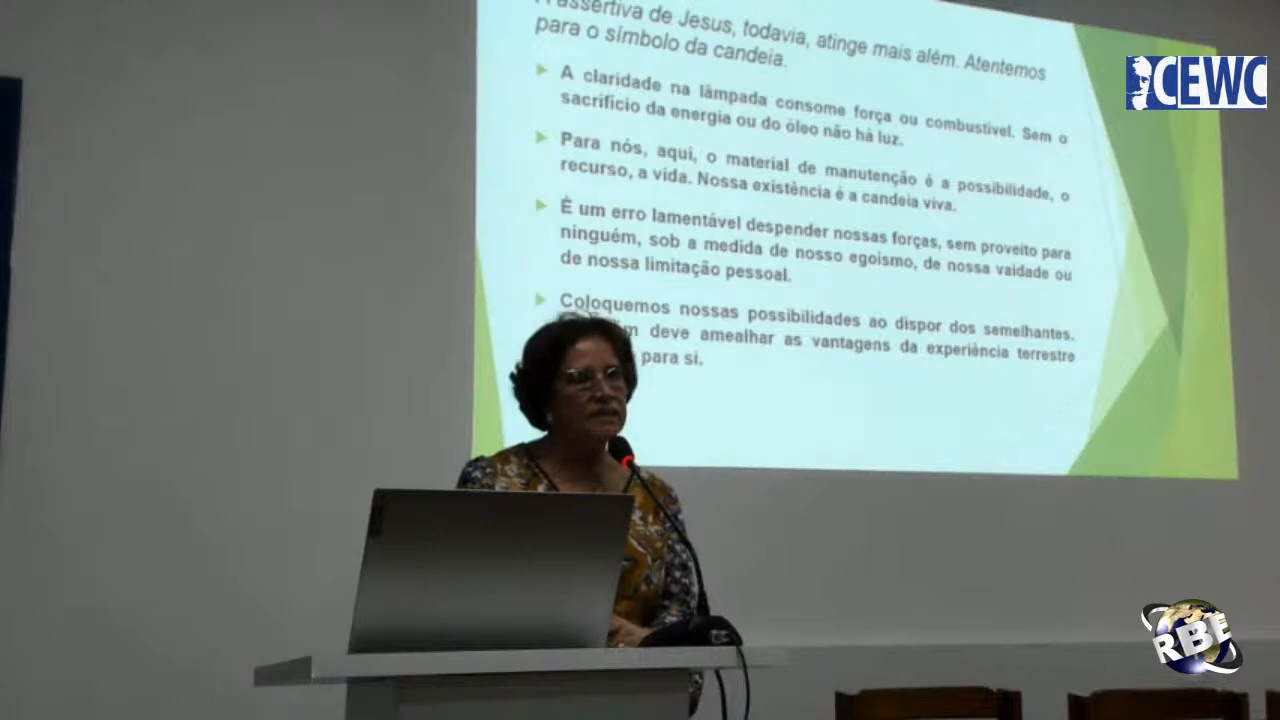 assertiva de Jesus, todavia, atinge mais além. Atentemos
para o símbolo da candeia.
A claridade na lâmpada consome força ou combustível. Sem o
sacrifício da energia ou do óleo não há luz.
Para nós, aqui, o material de manutenção é a possibilidade, o
recurso, a vida. Nossa existência é a candeia viva.
É um erro lamentável despender nossas forças, sem proveito para
ninguém, sob a medida de nosso egoísmo, de nossa vaidade ou
de nossa limitação pessoal.
Coloquemos nossas possibilidades ao dispor dos semelhantes.
deve amealhar as vantagens da experiência terrestre
para si.
CEWC
RBE